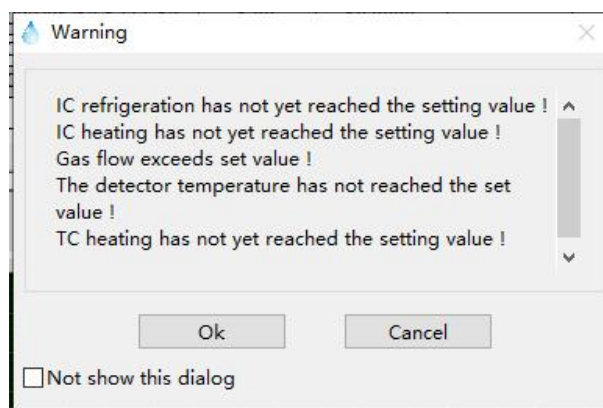 Warning
IC refrigeration has not yet reached the setting value !
IC heating has not yet reached the setting value !
Gas flow exceeds set value !
The detector temperature has not reached the set
value !
TC heating has not yet reached the setting value !
Ok
Cancel
Not show this dialog